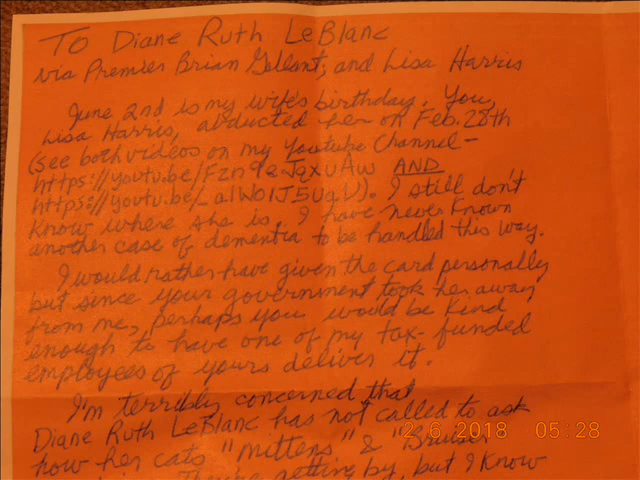 To Diane Ruth LeBlanc
via Premier Brian Gallant; and Lisa Harris
June 2nd is my wife's birthday. You,
Lisa Harris, abducted her on Feb. 28th
(see both videos on my Youtube Channel-
https://youtu.be/ AND
https://youtu.be/ ). I still don't
know where she is. I have never known
another case of dementia to be handled this way.
I would rather have given the card personally
but since your government took her away
from me, perhaps you would be kind
enough to have one of my tax-funded
employees of yours deliver it.
I'm terribly concerned that
Diane Ruth LeBlanc has not called to ask
how her cats "mittens" & "Bruiser
getting by, but I know
2 6 2018 05:28